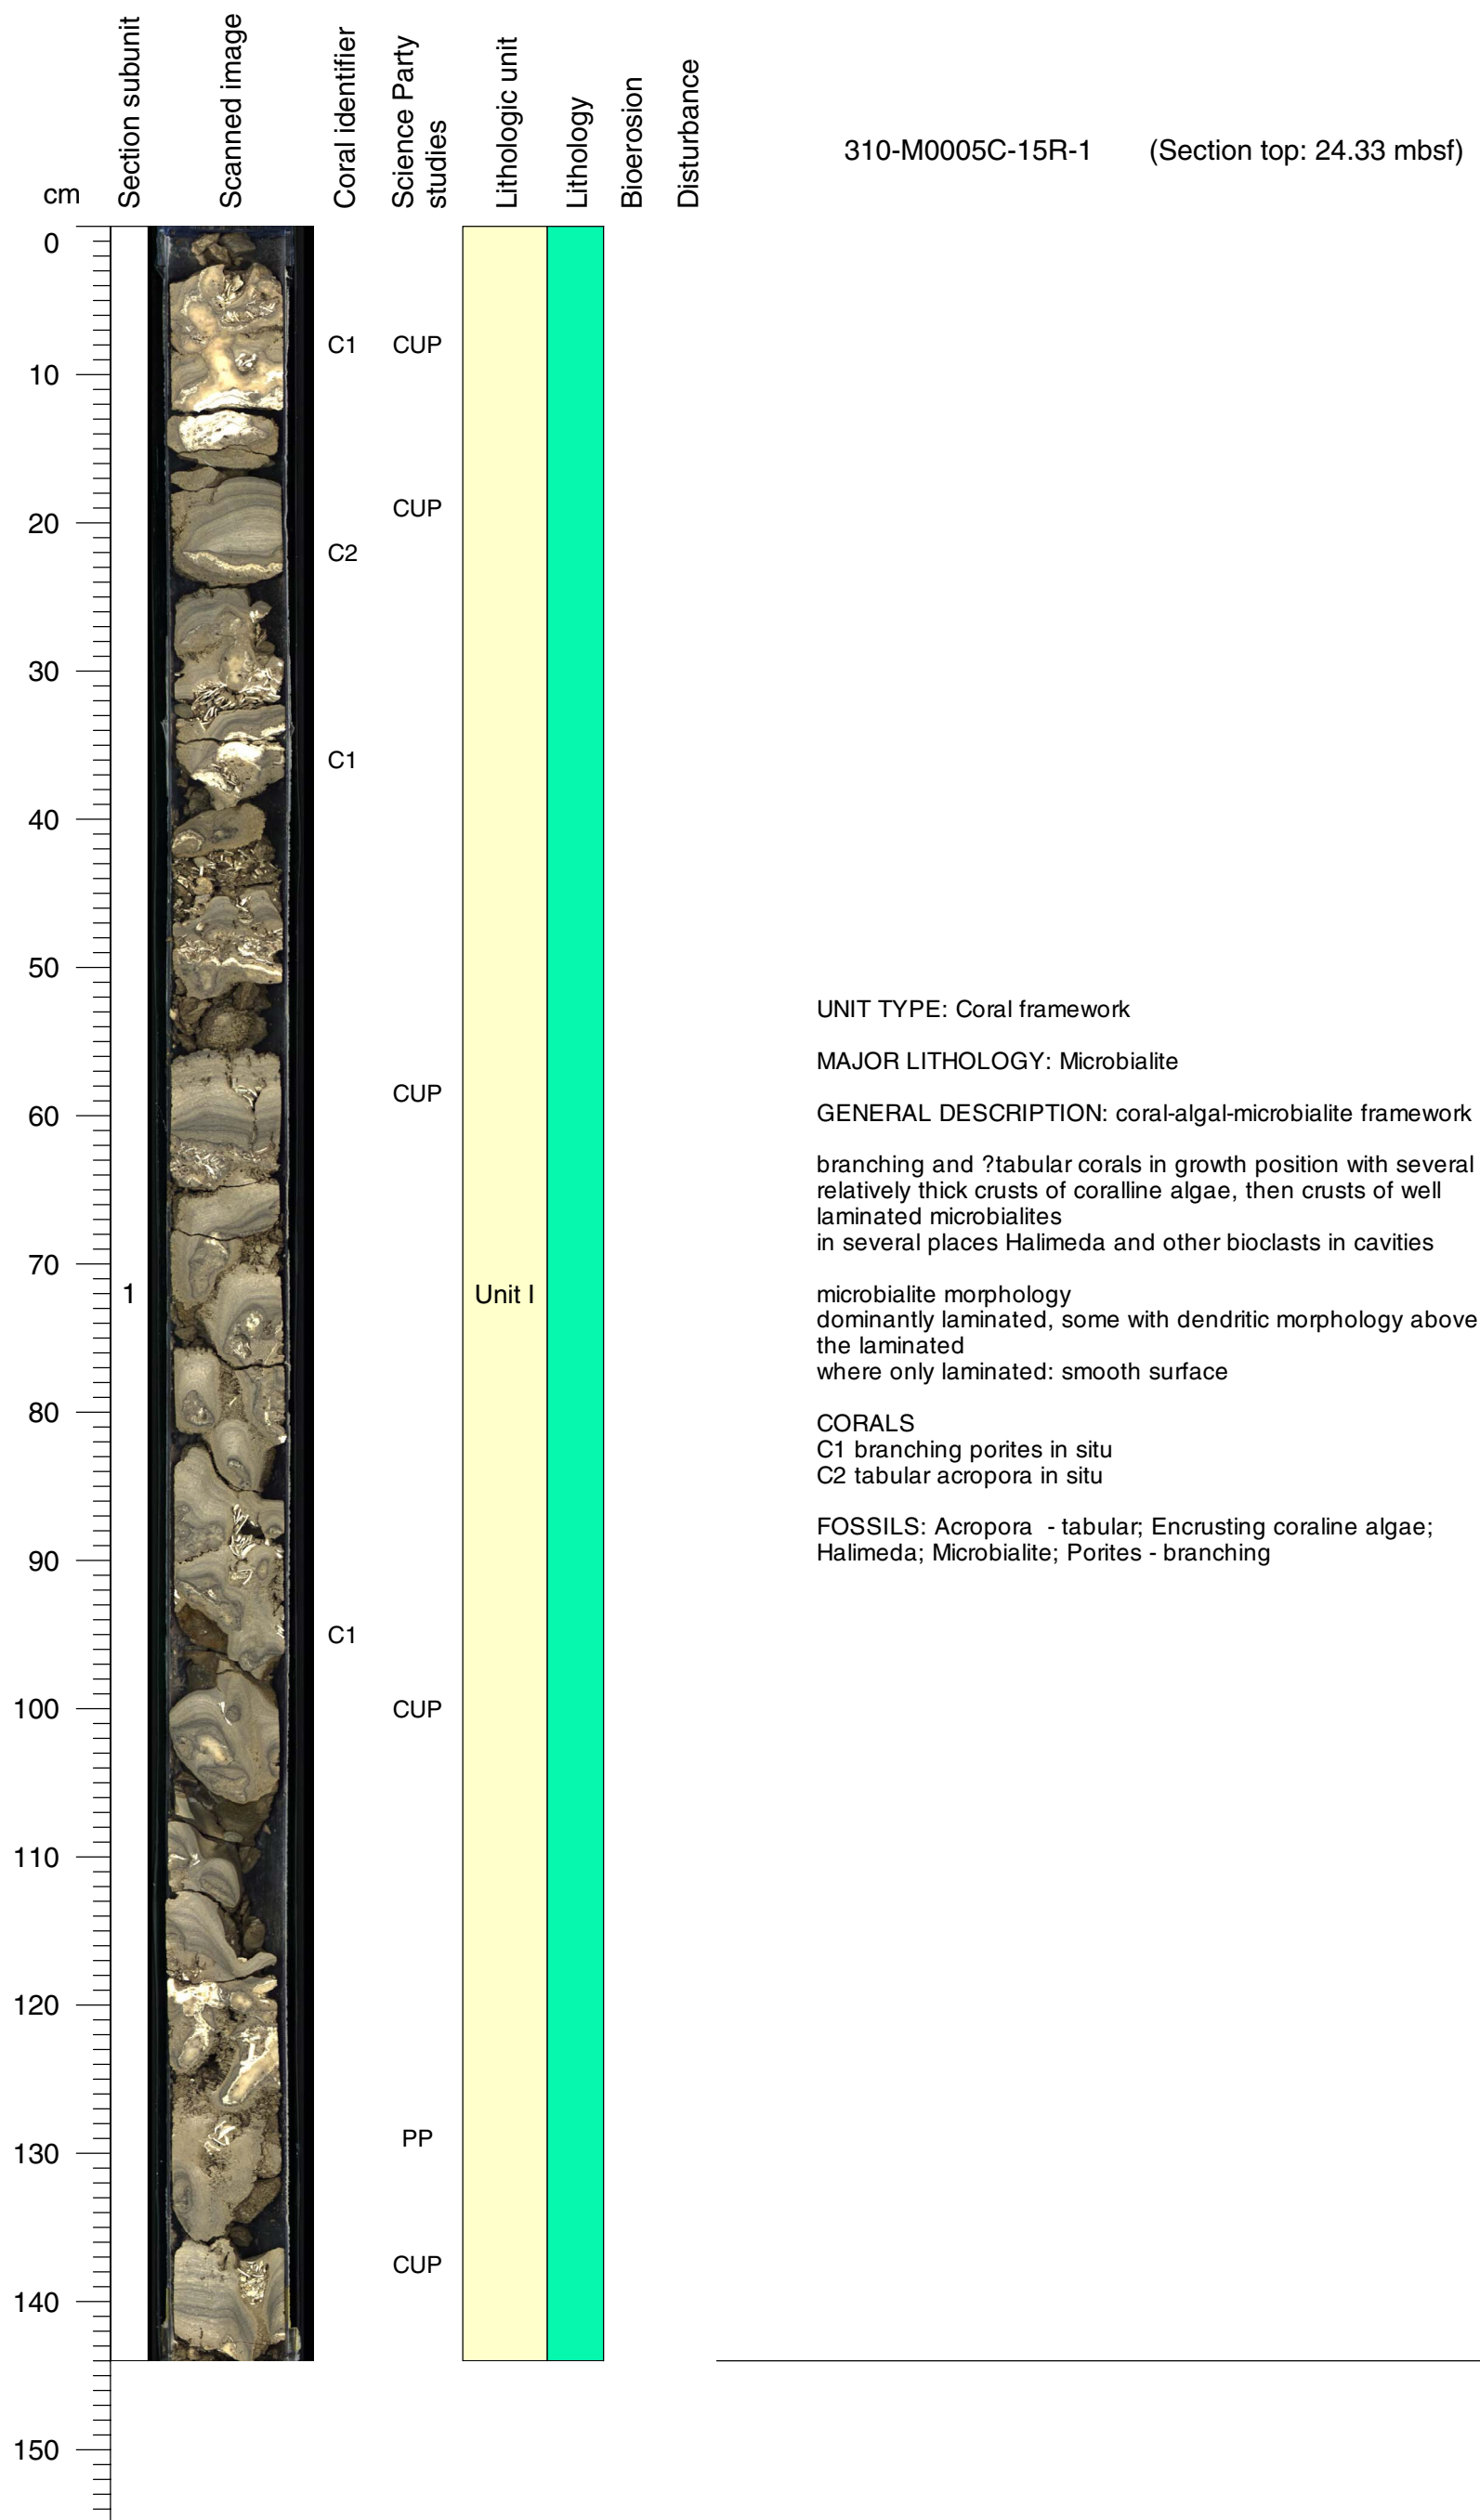 Section subunit
Scanned image
Coral identifier
Science Party
studies
Lithologic unit
Lithology
Bioerosion
Disturbance
310-M0005C-15R-1 (Section top: 24.33 mbsf)
cm
0
C1 CUP
10
CUP
20
C2
30
C1
40
50
UNIT TYPE: Coral framework
MAJOR LITHOLOGY: Microbialite
CUP
60
GENERAL DESCRIPTION: coral-algal-microbialite framework
branching and ?tabular corals in growth position with several
relatively thick crusts of coralline algae, then crusts of well
laminated microbialites
in several places Halimeda and other bioclasts in cavities
70
1 Unit I
microbialite morphology
dominantly laminated, some with dendritic morphology above
the laminated
where only laminated: smooth surface
80
CORALS
C1 branching porites in situ
C2 tabular acropora in situ
FOSSILS: Acropora - tabular; Encrusting coraline algae;
Halimeda; Microbialite; Porites - branching
90
C1
100 CUP
110
120
PP
130
CUP
140
150